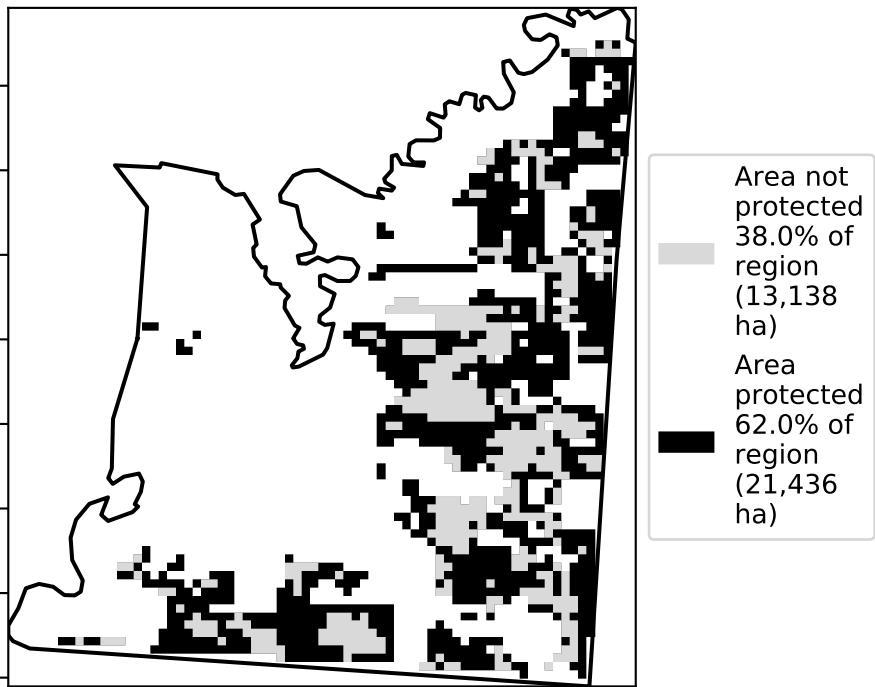 Area not
protected
38.0% of
region
(13,138
ha)
Area
protected
62.0% of
region
(21,436
ha)